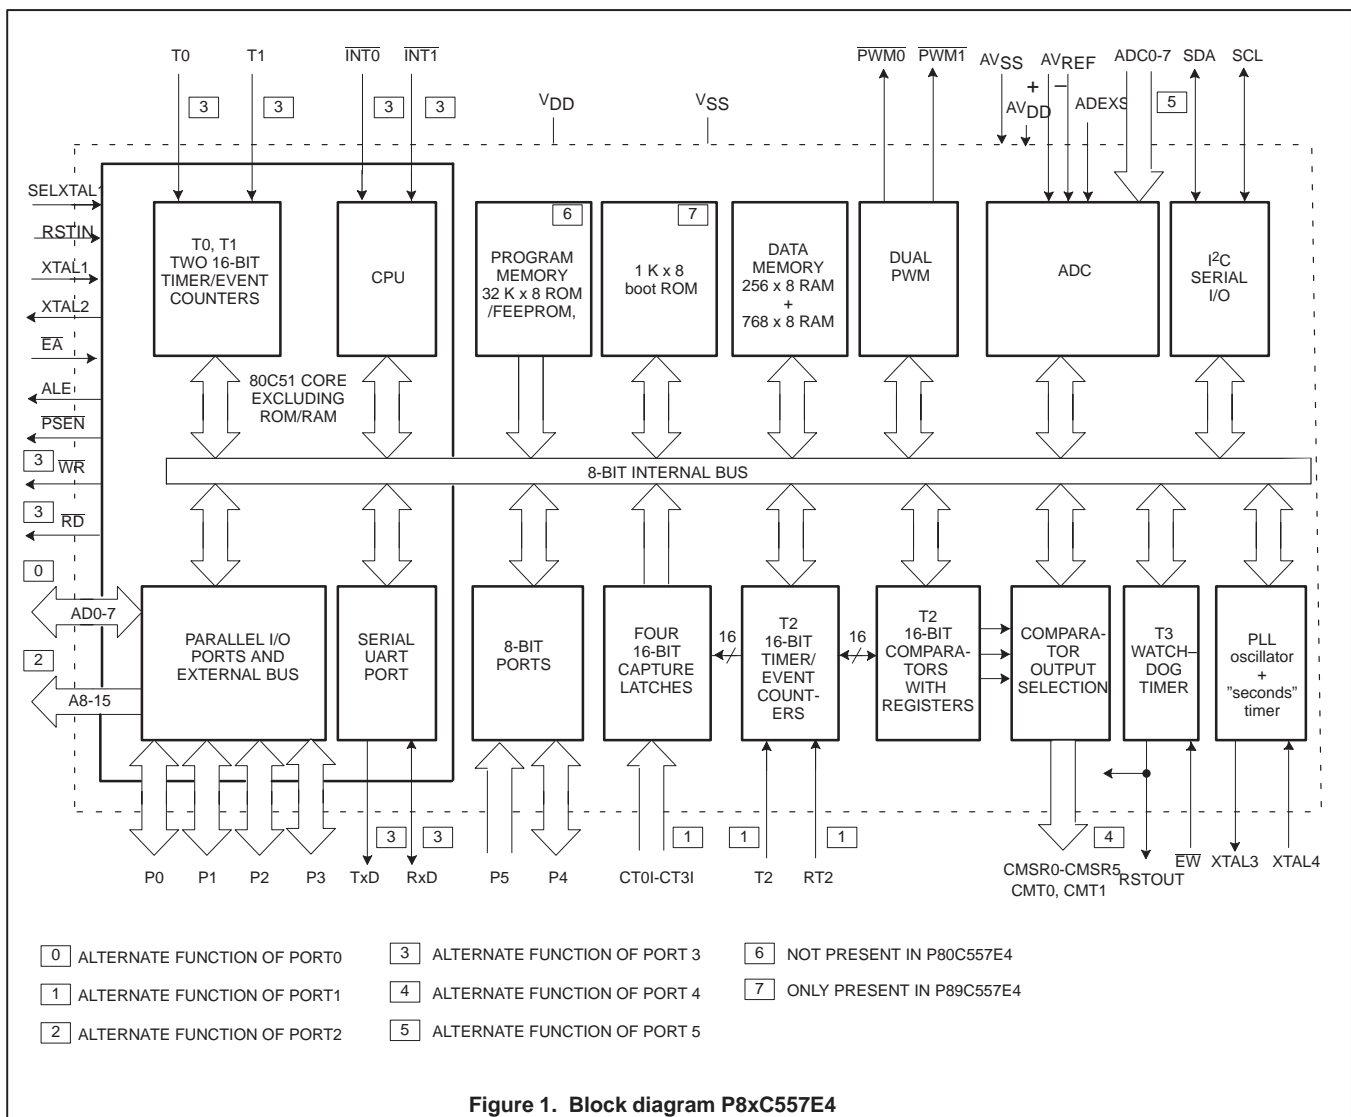 T0 T1 INT0 INT1 VDD VSS PWM0 PWM1 AVSS AVREF ADC0-7 SDA SCL
3 3 3 3 + – 5
AVDD ADEXS
SELXTAL1
RSTIN
XTAL1
XTAL2
EA
ALE
PSEN
3 WR
3 RD
0
AD0-7
2
A8-15
T0, T1
TWO 16-BIT
TIMER/EVENT
COUNTERS
CPU
80C51 CORE
EXCLUDING
ROM/RAM
6
PROGRAM
MEMORY
32 K x 8 ROM
/FEEPROM,
7
1 K x 8
boot ROM
DATA
MEMORY
256 x 8 RAM
+
768 x 8 RAM
DUAL
PWM
ADC
I2C
SERIAL
I/O
8-BIT INTERNAL BUS
PARALLEL I/O
PORTS AND
EXTERNAL BUS
SERIAL
UART
PORT
8-BIT
PORTS
FOUR
16-BIT
CAPTURE
LATCHES
16
T2
16-BIT
TIMER/
EVENT
COUNT-
ERS
16
T2
16-BIT
COMPARA-
TORS
WITH
REGISTERS
COMPARA-
TOR
OUTPUT
SELECTION
T3
WATCH–
DOG
TIMER
PLL
oscillator
+
”seconds”
timer
3 3 1 1 1 4
P0 P1 P2 P3 TxD RxD P5 P4 CT0I-CT3I T2 RT2 CMSR0-CMSR5 RSTOUT EW XTAL3 XTAL4
CMT0, CMT1
0 ALTERNATE FUNCTION OF PORT0
1 ALTERNATE FUNCTION OF PORT1
2 ALTERNATE FUNCTION OF PORT2
3 ALTERNATE FUNCTION OF PORT 3
4 ALTERNATE FUNCTION OF PORT 4
5 ALTERNATE FUNCTION OF PORT 5
6 NOT PRESENT IN P80C557E4
7 ONLY PRESENT IN P89C557E4
Figure 1. Block diagram P8xC557E4